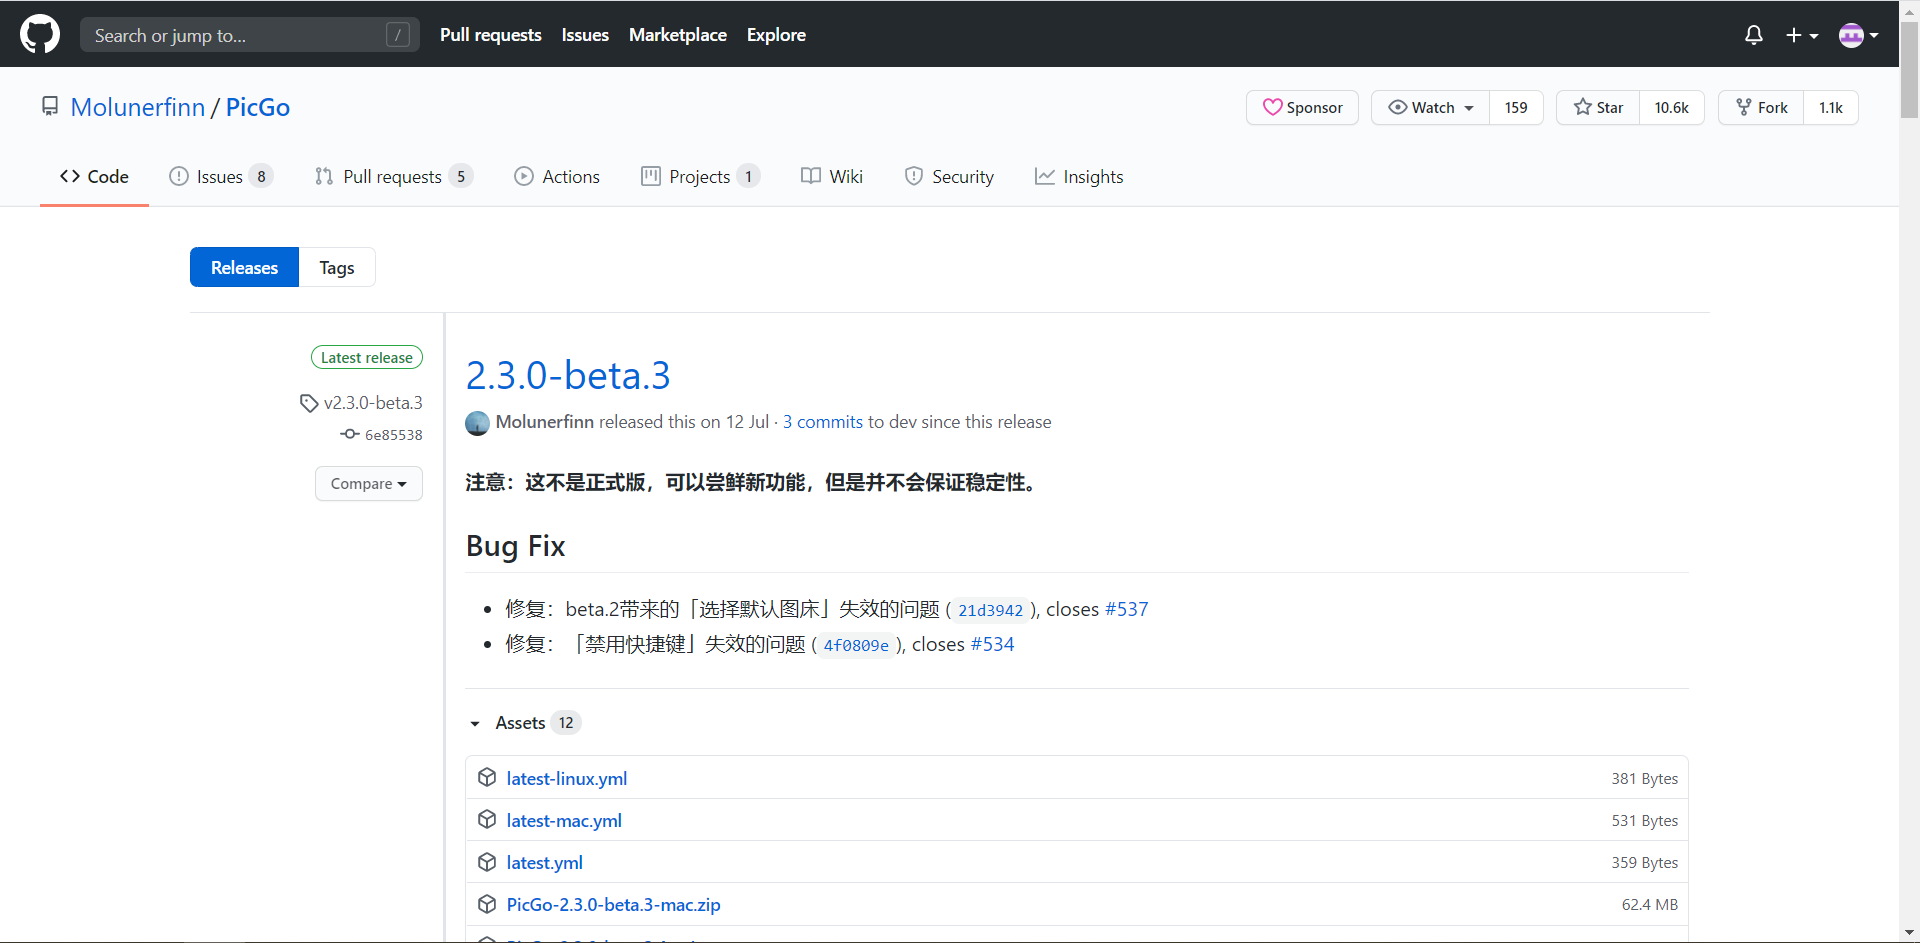 Search or jump to... /
Pull requests Issues Marketplace Explore
Molunerfinn / PicGo
Sponsor Watch 159 Star 10.6k Fork 1.1k
Code Issues 8 Pull requests 5 Actions Projects 1 Wiki Security Insights
Releases Tags
Latest release
v2.3.0-beta.3
6e85538
Compare
2.3.0-beta.3
Molunerfinn released this on 12 Jul · 3 commits to dev since this release
注意：这不是正式版，可以尝鲜新功能，但是并不会保证稳定性。
Bug Fix
修复：beta.2带来的「选择默认图床」失效的问题 ( 21d3942 ), closes #537
修复：「禁用快捷键」失效的问题 ( 4f0809e ), closes #534
Assets 12
latest-linux.yml 381 Bytes
latest-mac.yml 531 Bytes
latest.yml 359 Bytes
PicGo-2.3.0-beta.3-mac.zip 62.4 MB